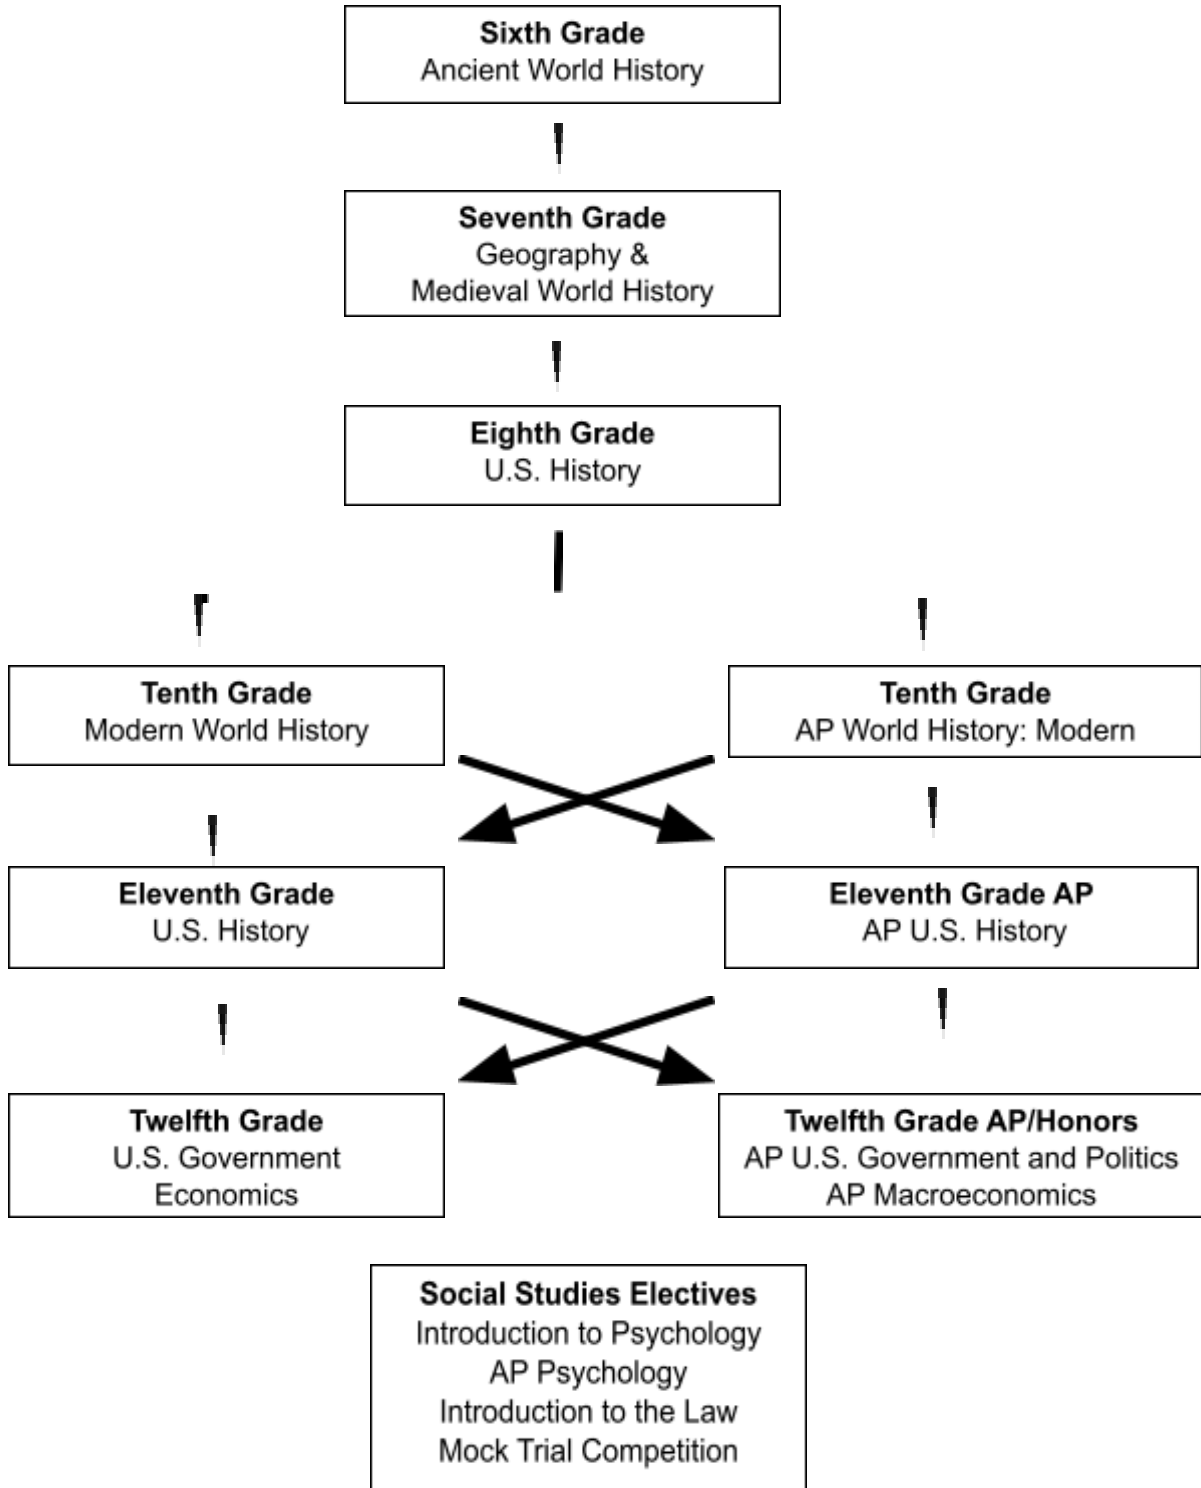 Sixth Grade
Ancient World History
Seventh Grade
Geography &
Medieval World History
Eighth Grade
U.S. History
Tenth Grade
Modern World History
Tenth Grade
AP World History: Modern
Eleventh Grade
U.S. History
Eleventh Grade AP
AP U.S. History
Twelfth Grade
U.S. Government
Economics
Twelfth Grade AP/Honors
AP U.S. Government and Politics
AP Macroeconomics
Social Studies Electives
Introduction to Psychology
AP Psychology
Introduction to the Law
Mock Trial Competition